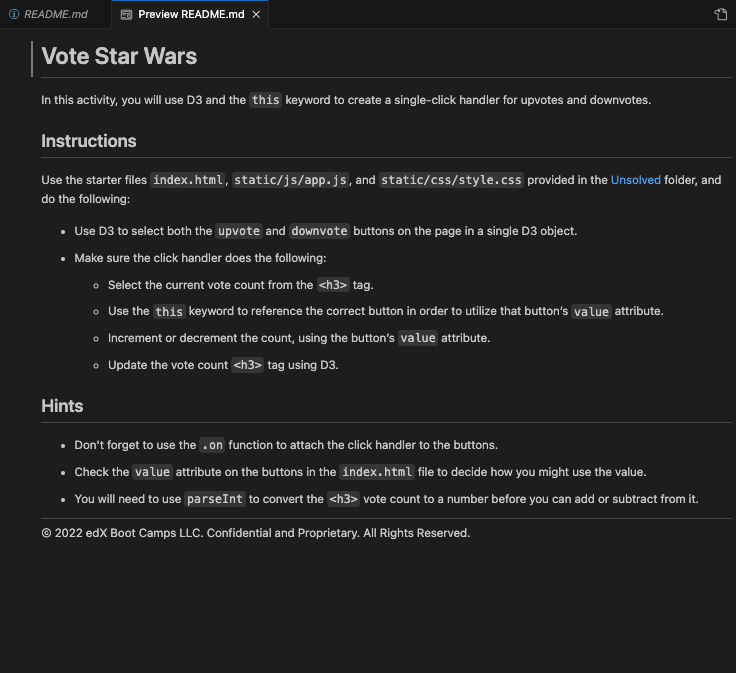 README.md
Preview README.md
Vote Star Wars
In this activity, you will use D3 and the this keyword to create a single-click handler for upvotes and downvotes.
Instructions
Use the starter files index.html, static/js/app.js, and static/css/style.css provided in the Unsolved folder, and
do the following:
• Use D3 to select both the upvote and downvote buttons on the page in a single D3 object.
• Make sure the click handler does the following:
◦ Select the current vote count from the <h3> tag.
◦ Use the this keyword to reference the correct button in order to utilize that button’s value attribute.
◦ Increment or decrement the count, using the button’s value attribute.
◦ Update the vote count <h3> tag using D3.
Hints
• Don’t forget to use the .on function to attach the click handler to the buttons.
• Check the value attribute on the buttons in the index.html file to decide how you might use the value.
• You will need to use parseInt to convert the <h3> vote count to a number before you can add or subtract from it.
© 2022 edX Boot Camps LLC. Confidential and Proprietary. All Rights Reserved.